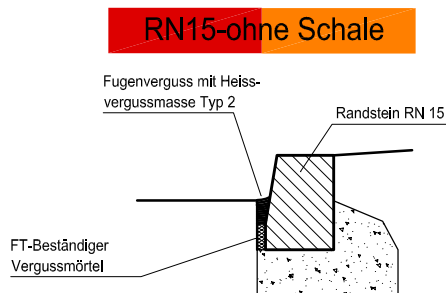 RN15-ohne Schale
Fugenverguss mit Heiss-
vergussmasse Typ 2
Randstein RN 15
FT-Beständiger
Vergussmörtel